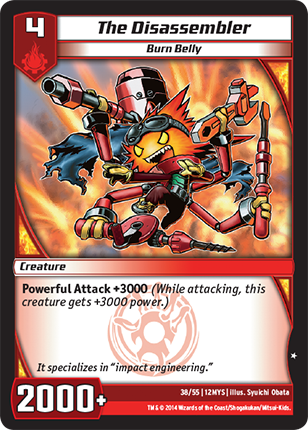 4
The Disassembler
Burn Belly
Creature
Powerful Attack +3000 (While attacking, this
creature gets +3000 power.)
It specializes in "impact engineering."
2000+
38/55 | 12MYS | illus. Syuichi Obata
TM & © 2014 Wizards of the Coast/Shogakukan/Mitsui-Kids.